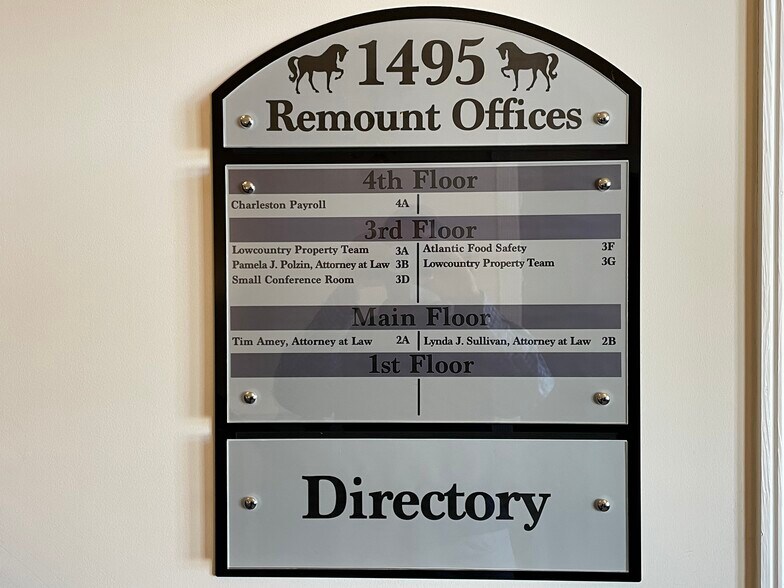 1495
Remount Offices
4th Floor
Charleston Payroll 4A
3rd Floor
Lowcountry Property Team 3A Atlantic Food Safety 3F
Pamela J. Polzin, Attorney at Law 3B Lowcountry Property Team 3G
Small Conference Room 3D
Main Floor
Tim Amey, Attorney at Law 2A Lynda J. Sullivan, Attorney at Law 2B
1st Floor
Directory